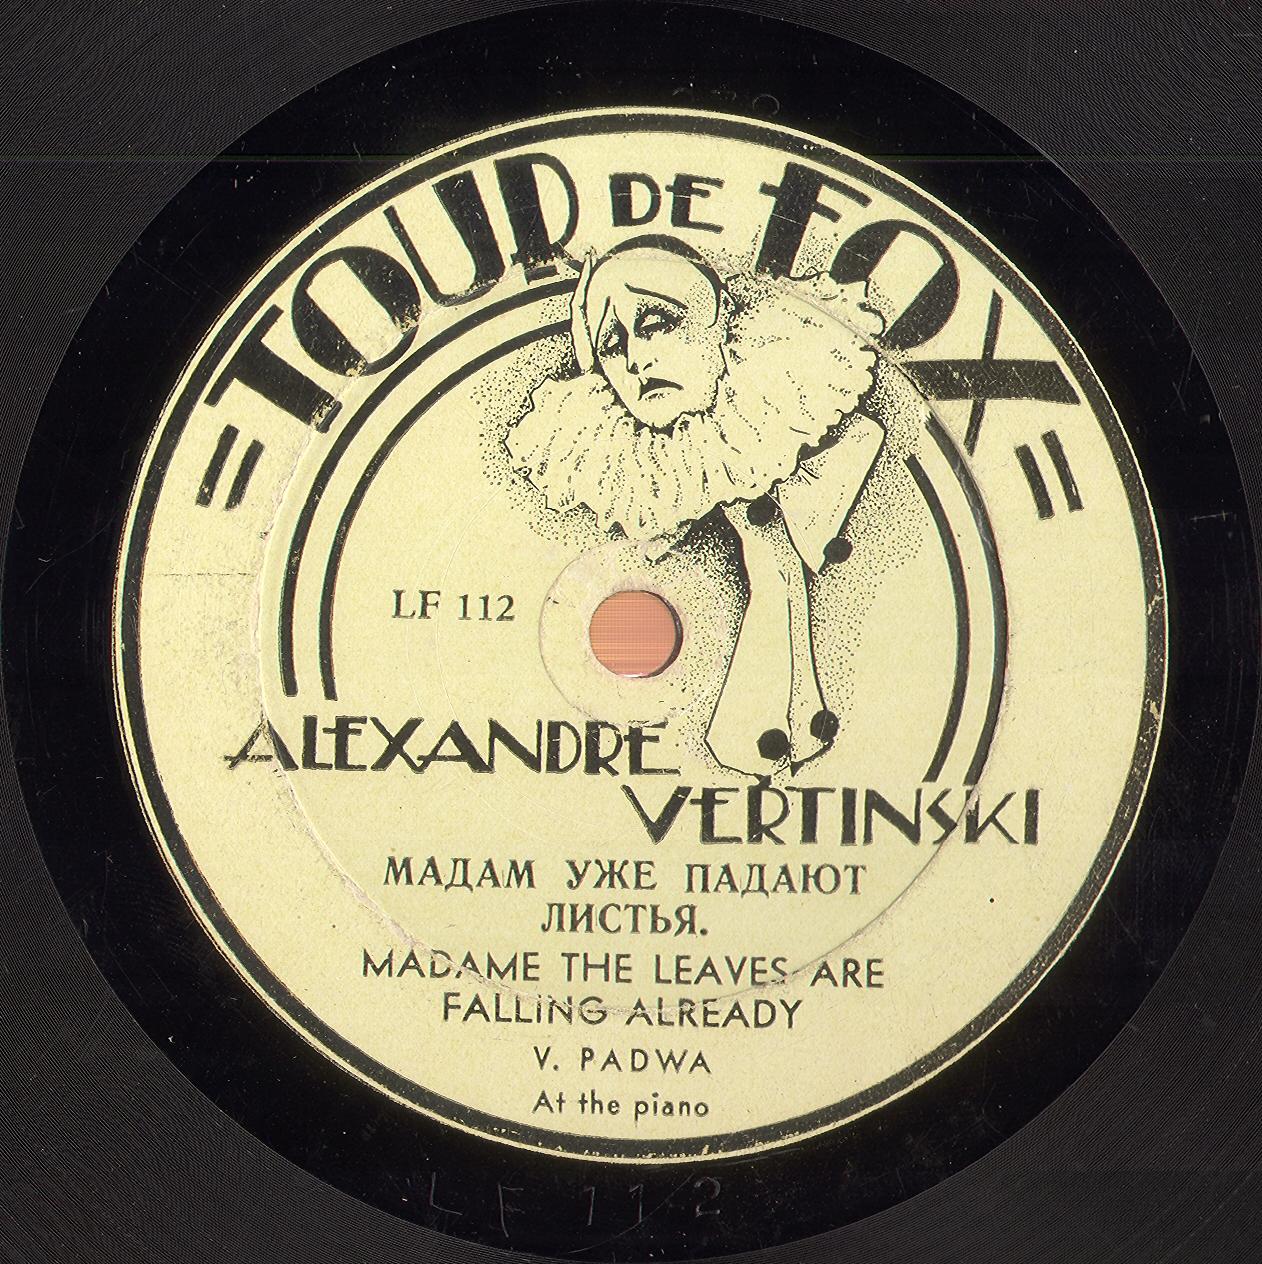 TOUR DE FOX
LF 112
ALEXANDRE
VERTINSKI
МАДАМ УЖЕ ПАДАЮТ
ЛИСТЬЯ.
MADAME THE LEAVES ARE
FALLING ALREADY
V. PADWA
At the piano
LF 112